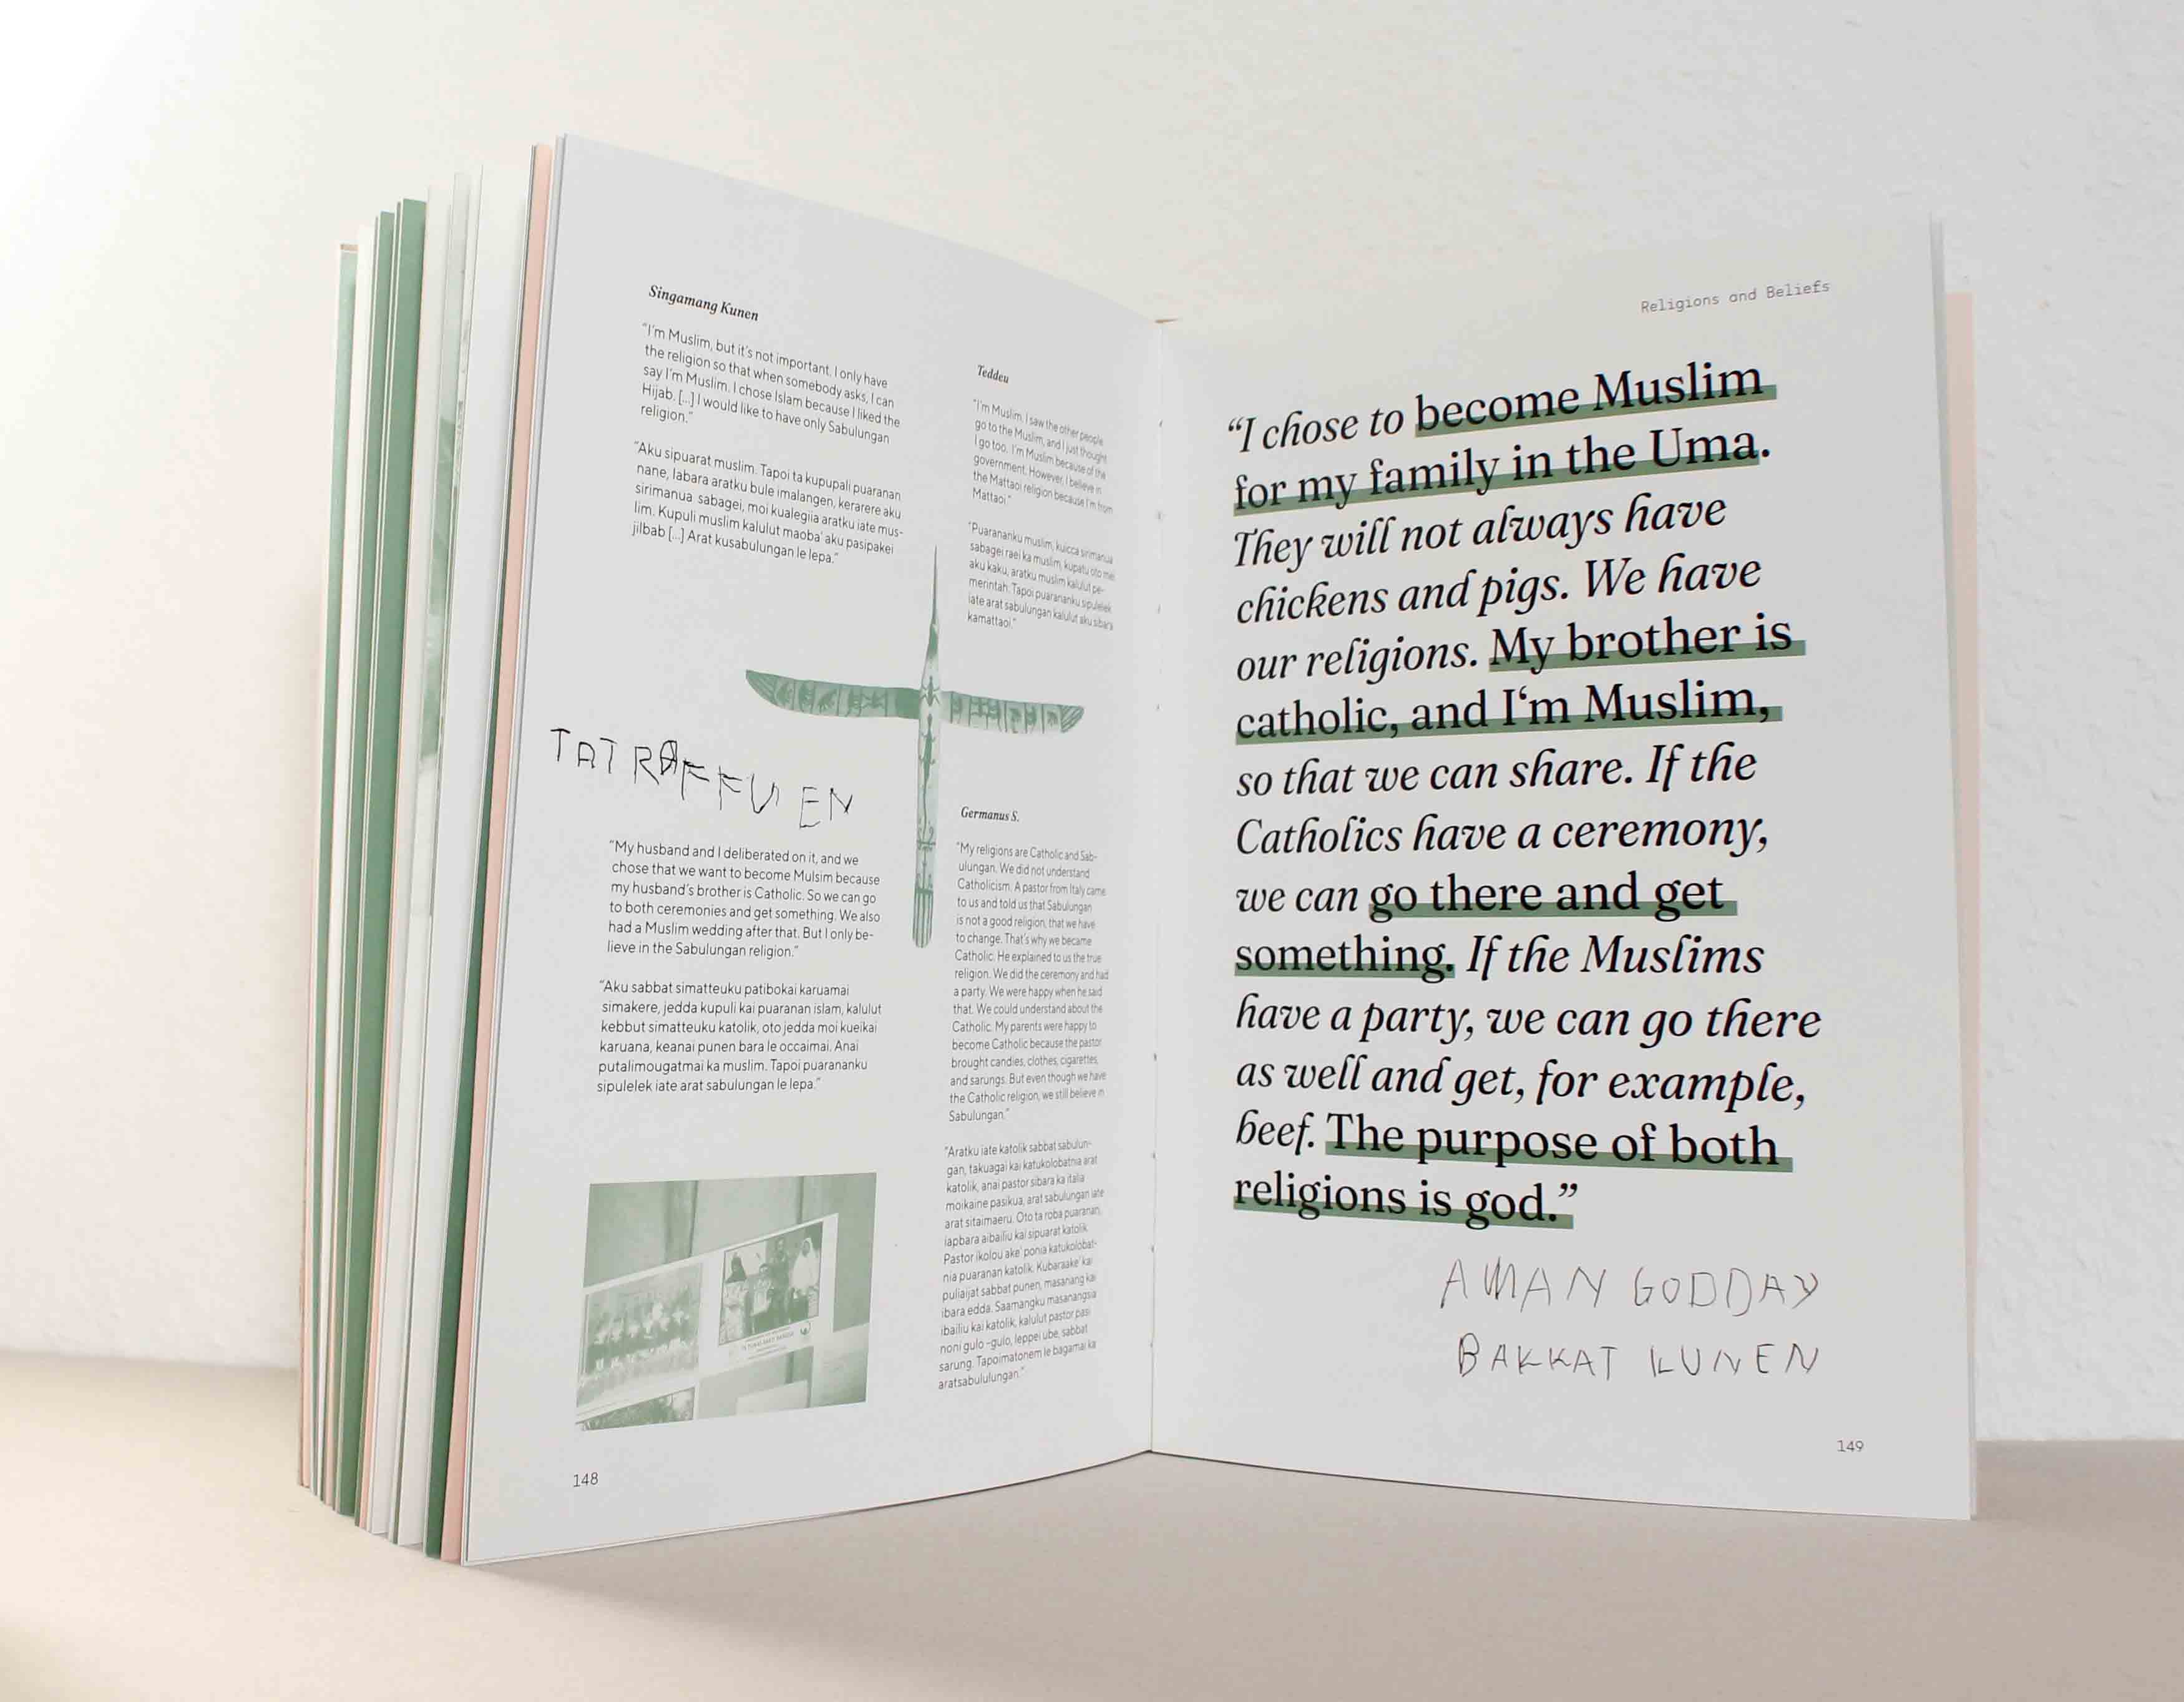 Singamang Kunen
“I’m Muslim, but it’s not important. I only have
the religion so that when somebody asks, I can
say I’m Muslim. I chose Islam because I liked the
Hijab. [...] I would like to have only Sabulungan
religion.”
“Aku sipuarat muslim. Tapoi ta kupupali puaranan
nane, labara aratku bule imalangen, kerarere aku
sirimanua sabagei, moi kualegiia aratku iate mus-
lim. Kupuli muslim kalulut maoba’ aku pasipakei
jilbab [...] Arat kusabulungan le lepa.”
TATRAFFU EN
“My husband and I deliberated on it, and we
chose that we want to become Mulsim because
my husband’s brother is Catholic. So we can go
to both ceremonies and get something. We also
had a Muslim wedding after that. But I only be-
lieve in the Sabulungan religion.”
“Aku sabbat simatteuku patibokai karuamai
simakere, jedda kupuli kai puaranan islam, kalulut
kebbut simatteuku katolik, oto jedda moi kueikai
karuana, keanai punen bara le occaimai. Anai
putalimougatmai ka muslim. Tapoi puarananku
sipulelek iate arat sabulungan le lepa.”
148
Teddeu
“I’m Muslim. I saw the other people
go to the Muslim, and I just thought
I go too. I’m Muslim because of the
government. However, I believe in
the Mattaoi religion because I’m from
Mattaoi.”
“Puarananku muslim, kuicca sirimanua
sabagei raei ka muslim, kupatu oto mei
aku kaku, aratku muslim kalulut pe-
merintah. Tapoi puarananku sipulelek
iate arat sabulungan kalulut aku sibara
kamattaoi.”
Germanus S.
“My religions are Catholic and Sab-
ulungan. We did not understand
Catholicism. A pastor from Italy came
to us and told us that Sabulungan
is not a good religion, that we have
to change. That’s why we became
Catholic. He explained to us the true
religion. We did the ceremony and had
a party. We were happy when he said
that. We could understand about the
Catholic. My parents were happy to
become Catholic because the pastor
brought candies, clothes, cigarettes,
and sarungs. But even though we have
the Catholic religion, we still believe in
Sabulungan.”
“Aratku iate katolik sabbat sabulun-
gan, takuagai kai katukolobatnia arat
katolik, anai pastor sibara ka italia
moikaine pasikua, arat sabulungan iate
arat sitaimaeru. Oto ta roba puaranan,
iapbara aibailiu kai sipuarat katolik.
Pastor ikolou ake’ ponia katukolobat-
nia puaranan katolik. Kubaraake’ kai
puliaijat sabbat punen, masanang kai
ibara edda. Saamangku masanangsia
ibailiu kai katolik, kalulut pastor pasi
noni gulo-gulo, leppei ube, sabbat
sarung. Tapoimatonem le bagamai ka
aratsabululungan.”
Religions and Beliefs
“I chose to become Muslim
for my family in the Uma.
They will not always have
chickens and pigs. We have
our religions. My brother is
catholic, and I‘m Muslim,
so that we can share. If the
Catholics have a ceremony,
we can go there and get
something. If the Muslims
have a party, we can go there
as well and get, for example,
beef. The purpose of both
religions is god.”
AMAN GODDAY
BAKKAT KUNEN
149